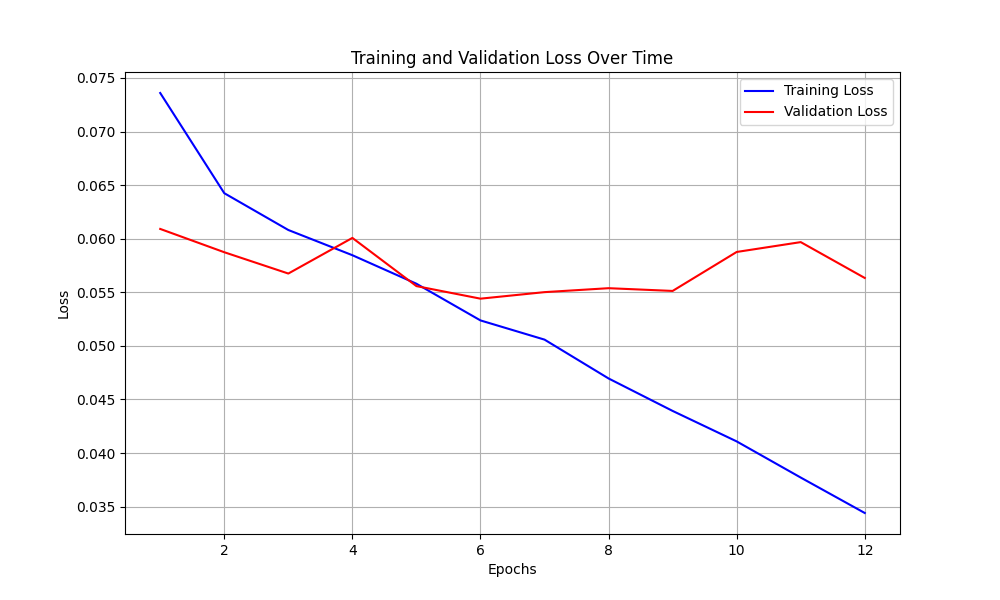 Training and Validation Loss Over Time
Training Loss
Validation Loss
0.075
0.070
0.065
0.060
0.055
0.050
0.045
0.040
0.035
Loss
2 4 6 8 10 12
Epochs